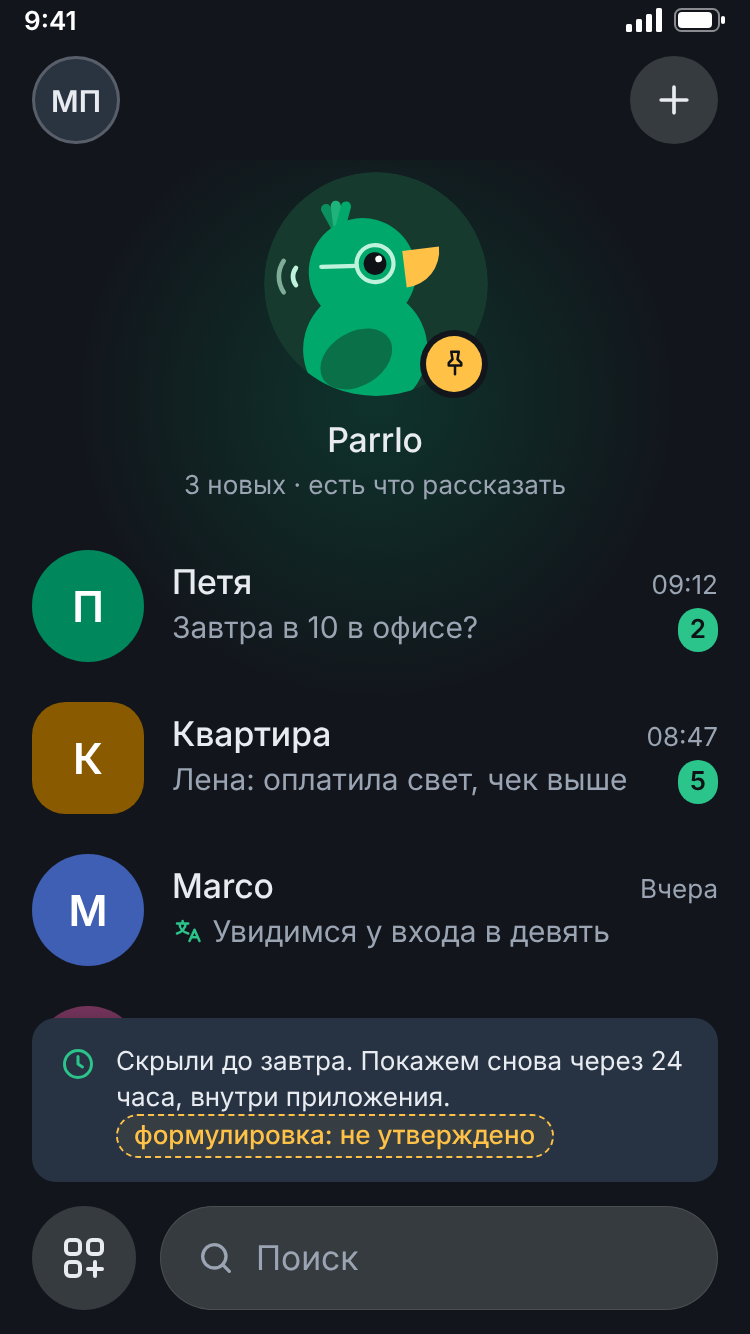 9:41
МП
Parrlo
3 новых · есть что рассказать
П
Петя
09:12
Завтра в 10 в офисе?
2
К
Квартира
08:47
Лена: оплатила свет, чек выше
5
M
Marco
Вчера
Увидимся у входа в девять
Скрыли до завтра. Покажем снова через 24
часа, внутри приложения.
формулировка: не утверждено
Поиск